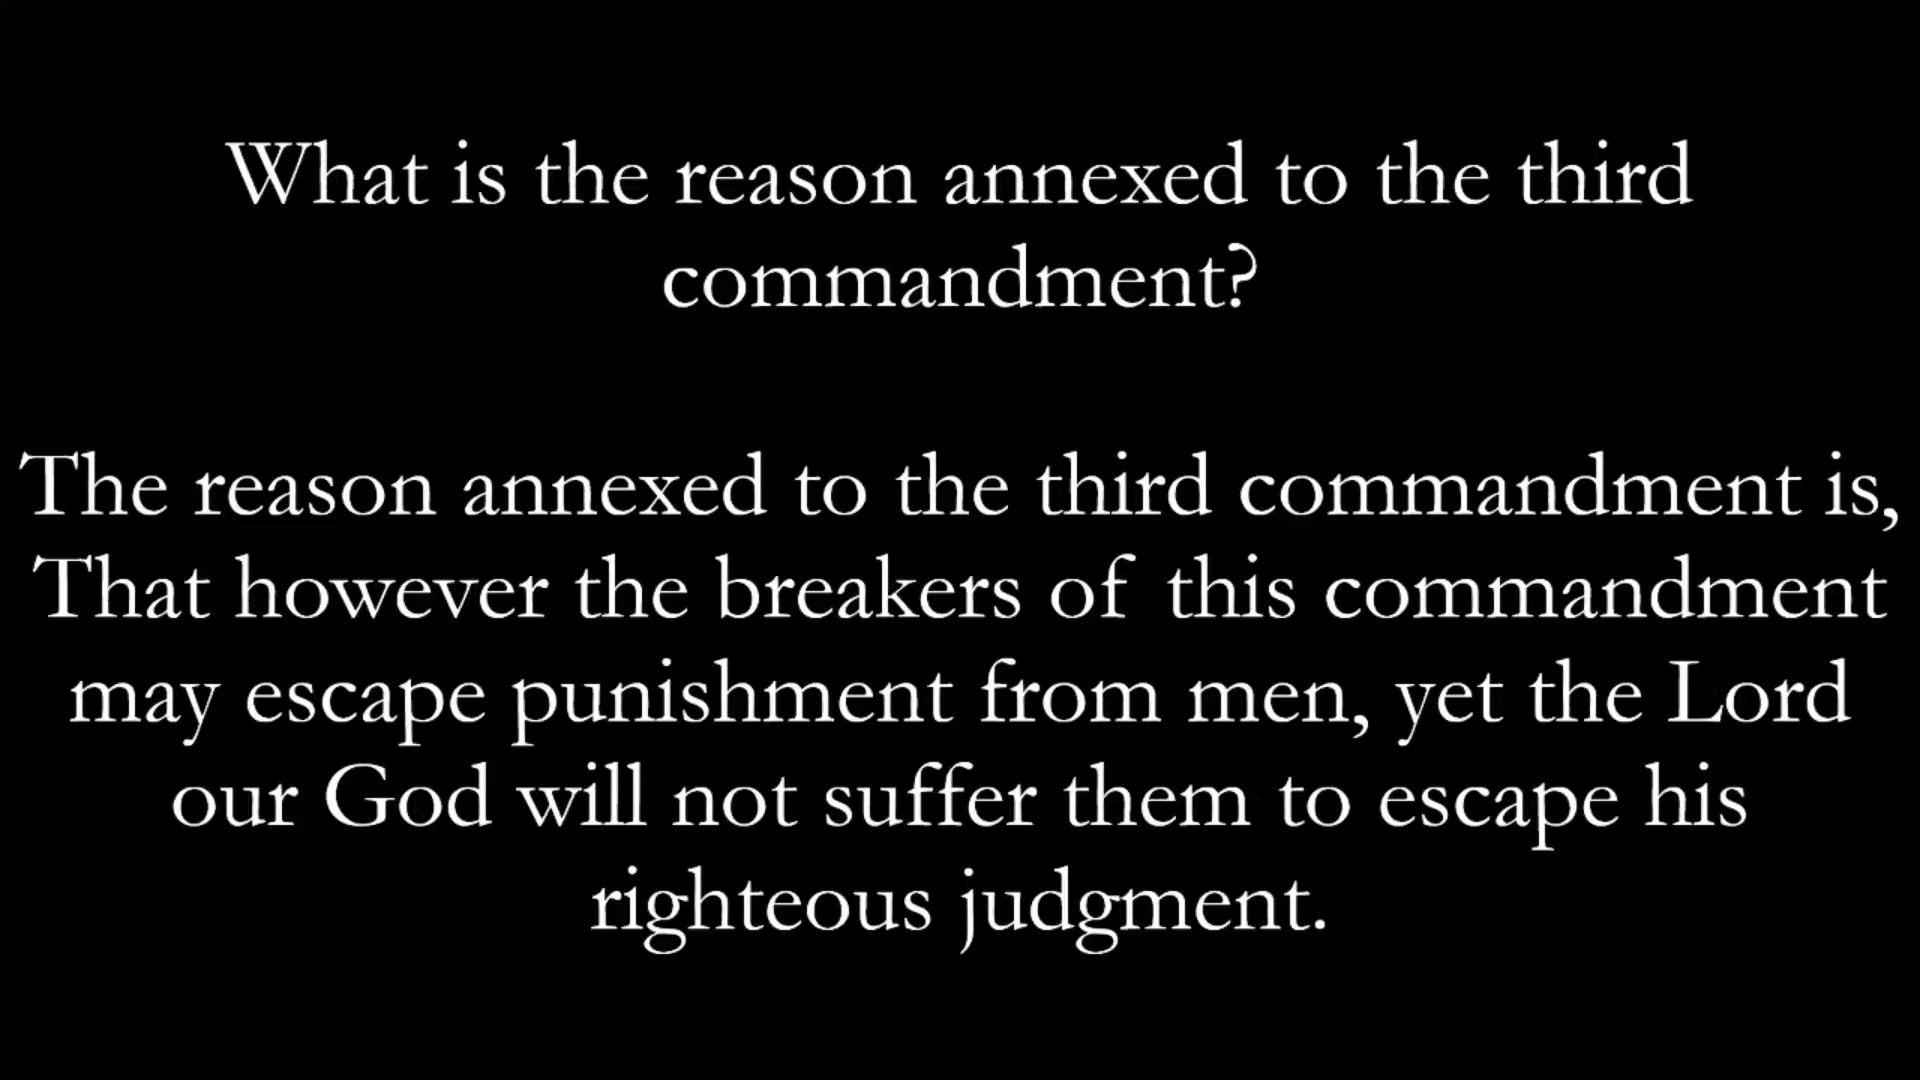 What is the reason annexed to the third
commandment?
The reason annexed to the third commandment is,
That however the breakers of this commandment
may escape punishment from men, yet the Lord
our God will not suffer them to escape his
righteous judgment.